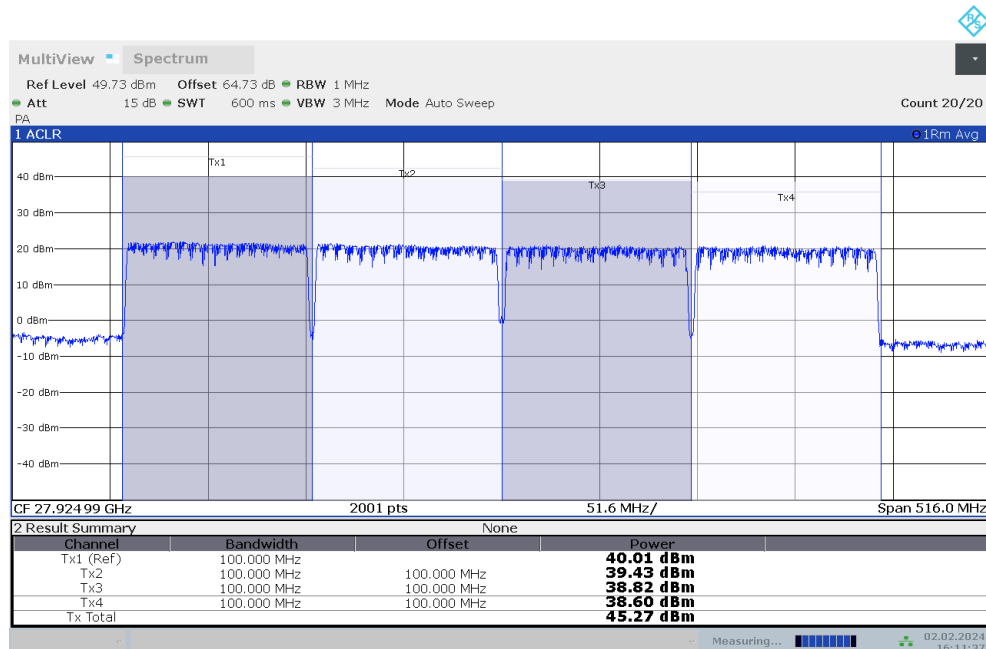 R S
MultiView Spectrum
Ref Level 49.73 dBm Offset 64.73 dB RBW 1 MHz
Att 15 dB SWT 600 ms VBW 3 MHz Mode Auto Sweep Count 20/20
PA
1 ACLR 1Rm Avg
Tx1
Tx2
Tx3
Tx4
40 dBm
30 dBm
20 dBm
10 dBm
0 dBm
-10 dBm
-20 dBm
-30 dBm
-40 dBm
CF 27.92499 GHz 2001 pts 51.6 MHz/ Span 516.0 MHz
2 Result Summary None
Channel Bandwidth Offset Power
Tx1 (Ref) 100.000 MHz 40.01 dBm
Tx2 100.000 MHz 100.000 MHz 39.43 dBm
Tx3 100.000 MHz 100.000 MHz 38.82 dBm
Tx4 100.000 MHz 100.000 MHz 38.60 dBm
Tx Total 45.27 dBm
Measuring... 02.02.2024
16:11:37